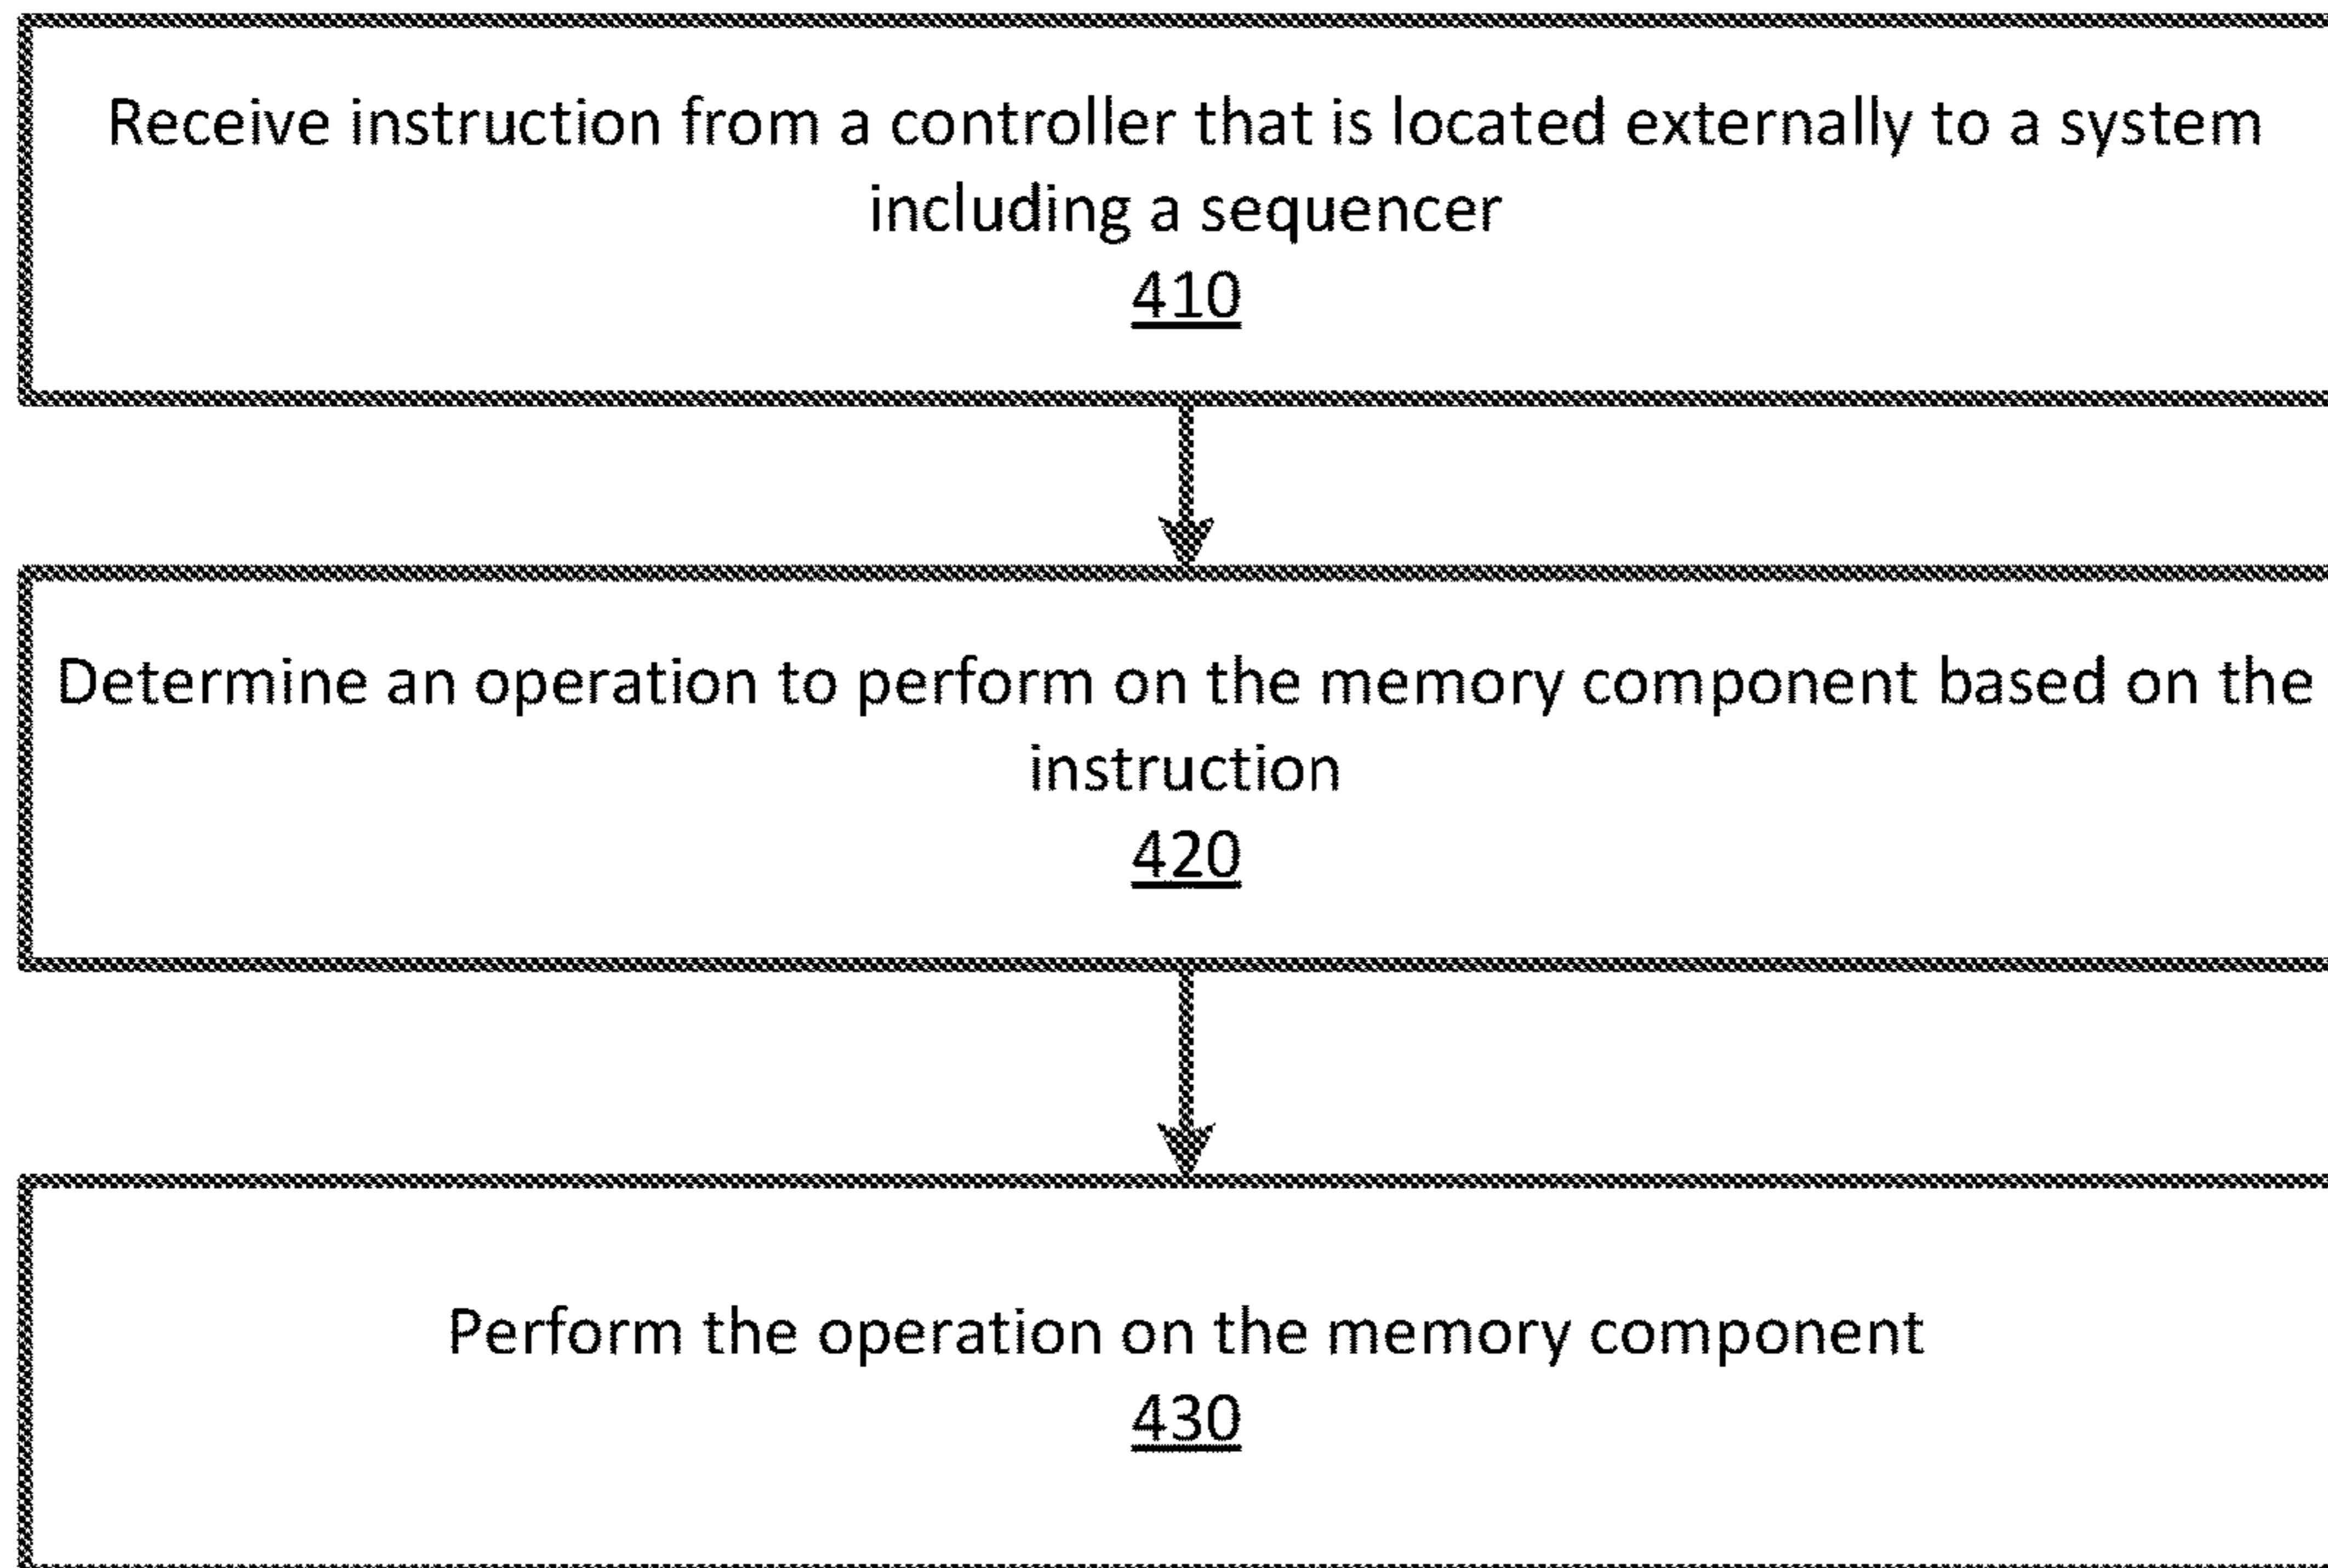 Receive instruction from a controller that is located externally to a system
including a sequencer
410
Determine an operation to perform on the memory component based on the
instruction
420
Perform the operation on the memory component
430